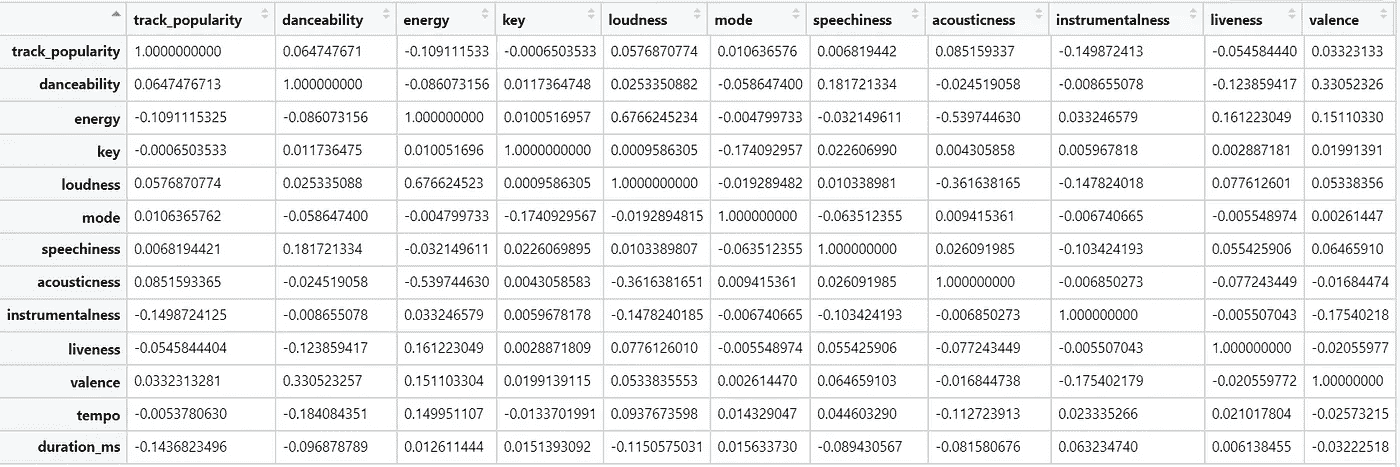 track_popularity danceability energy key loudness mode speechiness acousticness instrumentalness liveness valence
track_popularity 1.0000000000 0.064747671 -0.109111533 -0.0006503533 0.0576870774 0.010636576 0.006819442 0.085159337 -0.149872413 -0.054584440 0.03323133
danceability 0.0647476713 1.000000000 -0.086073156 0.0117364748 0.0253350882 -0.058647400 0.181721334 -0.024519058 -0.008655078 -0.123859417 0.33052326
energy -0.1091115325 -0.086073156 1.000000000 0.0100516957 0.6766245234 -0.004799733 -0.032149611 -0.539744630 0.033246579 0.161223049 0.15110330
key -0.0006503533 0.011736475 0.010051696 1.0000000000 0.0009586305 -0.174092957 0.022606990 0.004305858 0.005967818 0.002887181 0.01991391
loudness 0.0576870774 0.025335088 0.676624523 0.0009586305 1.0000000000 -0.019289482 0.010338981 -0.361638165 -0.147824018 0.077612601 0.05338356
mode 0.0106365762 -0.058647400 -0.004799733 -0.1740929567 -0.0192894815 1.000000000 -0.063512355 0.009415361 -0.006740665 -0.005548974 0.00261447
speechiness 0.0068194421 0.181721334 -0.032149611 0.0226069895 0.0103389807 -0.063512355 1.000000000 0.026091985 -0.103424193 0.055425906 0.06465910
acousticness 0.0851593365 -0.024519058 -0.539744630 0.0043058583 -0.3616381651 0.009415361 0.026091985 1.000000000 -0.006850273 -0.077243449 -0.01684474
instrumentalness -0.1498724125 -0.008655078 0.033246579 0.0059678178 -0.1478240185 -0.006740665 -0.103424193 -0.006850273 1.000000000 -0.005507043 -0.17540218
liveness -0.0545844404 -0.123859417 0.161223049 0.0028871809 0.0776126010 -0.005548974 0.055425906 -0.077243449 -0.005507043 1.000000000 -0.02055977
valence 0.0332313281 0.330523257 0.151103304 0.0199139115 0.0533835553 0.002614470 0.064659103 -0.016844738 -0.175402179 -0.020559772 1.00000000
tempo -0.0053780630 -0.184084351 0.149951107 -0.0133701991 0.0937673598 0.014329047 0.044603290 -0.112723913 0.023335266 0.021017804 -0.02573215
duration_ms -0.1436823496 -0.096878789 0.012611444 0.0151393092 -0.1150575031 0.015633730 -0.089430567 -0.081580676 0.063234740 0.006138455 -0.03222518